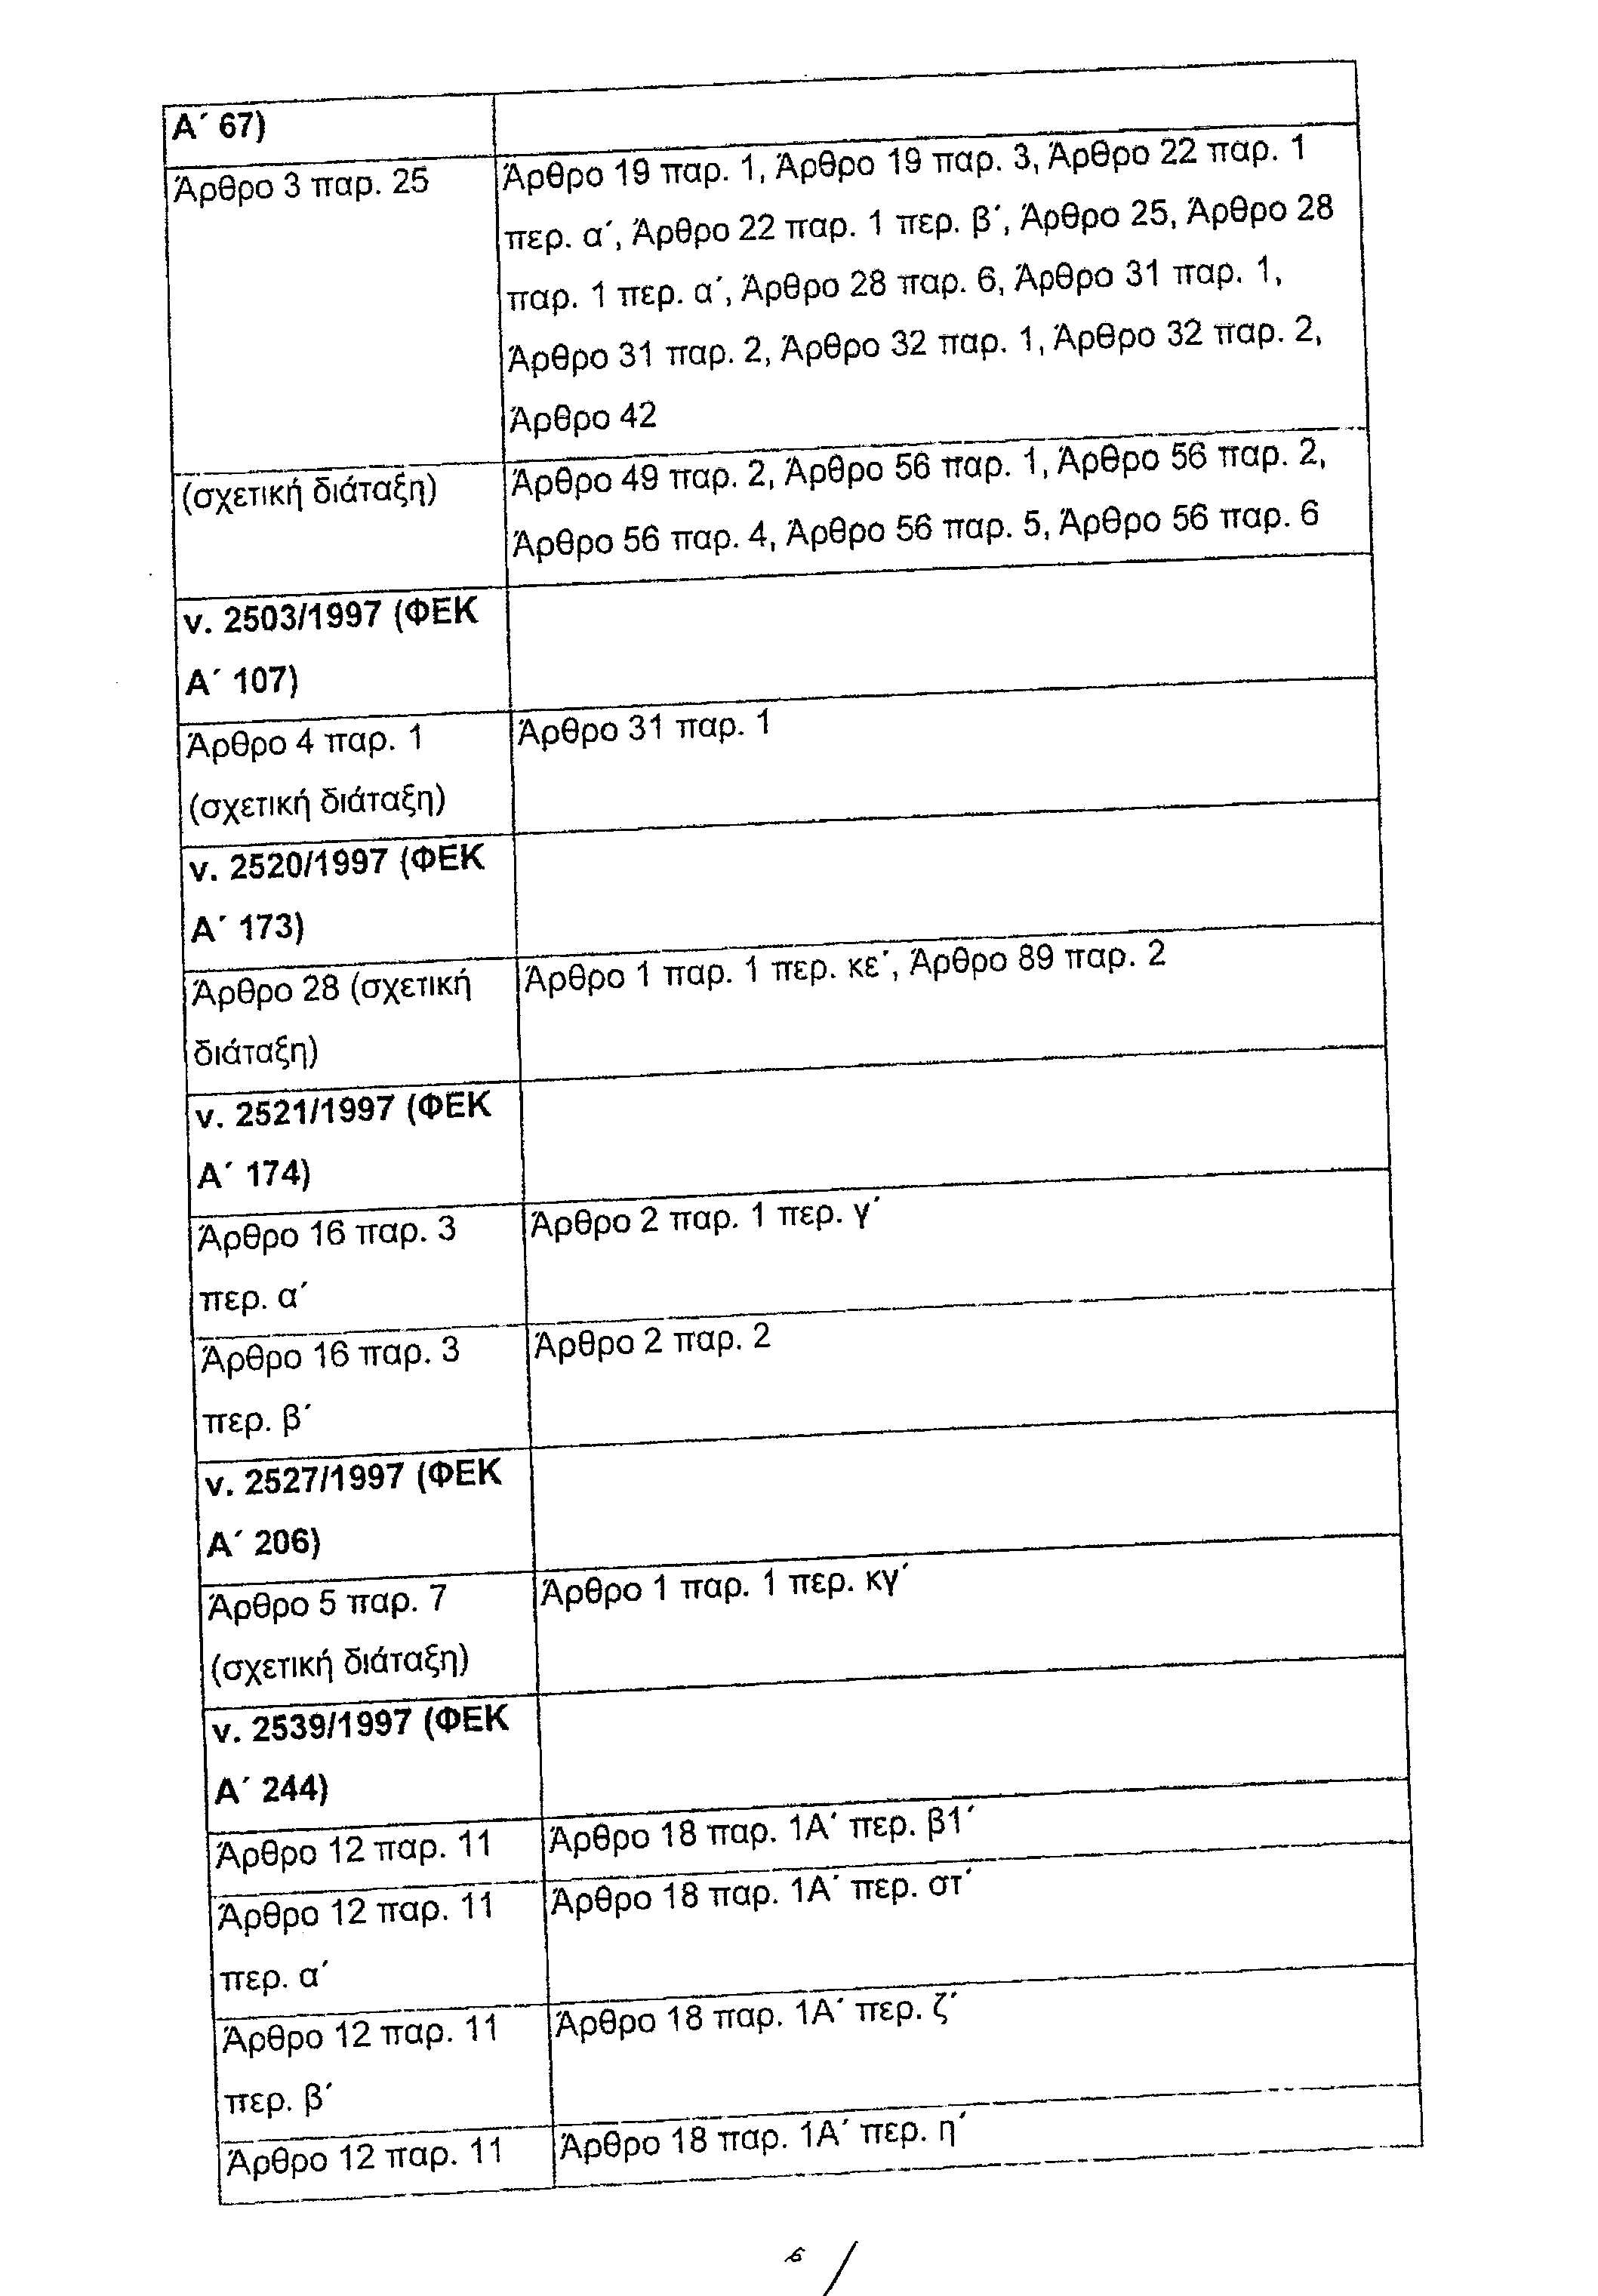 Α΄ 67)
Άρθρο 3 παρ. 25
Άρθρο 19 παρ. 1, Άρθρο 19 παρ. 3, Άρθρο 22 παρ. 1
περ. α΄, Άρθρο 22 παρ. 1 περ. β΄, Άρθρο 25, Άρθρο 28
παρ. 1 περ. α΄, Άρθρο 28 παρ. 6, Άρθρο 31 παρ. 1,
Άρθρο 31 παρ. 2, Άρθρο 32 παρ. 1, Άρθρο 32 παρ. 2,
Άρθρο 42
(σχετική διάταξη)
Άρθρο 49 παρ. 2, Άρθρο 56 παρ. 1, Άρθρο 56 παρ. 2,
Άρθρο 56 παρ. 4, Άρθρο 56 παρ. 5, Άρθρο 56 παρ. 6
ν. 2503/1997 (ΦΕΚ
Α΄ 107)
Άρθρο 4 παρ. 1
(σχετική διάταξη)
Άρθρο 31 παρ. 1
ν. 2520/1997 (ΦΕΚ
Α΄ 173)
Άρθρο 28 (σχετική
διάταξη)
Άρθρο 1 παρ. 1 περ. κε΄, Άρθρο 89 παρ. 2
ν. 2521/1997 (ΦΕΚ
Α΄ 174)
Άρθρο 16 παρ. 3
περ. α΄
Άρθρο 2 παρ. 1 περ. γ΄
Άρθρο 16 παρ. 3
περ. β΄
Άρθρο 2 παρ. 2
ν. 2527/1997 (ΦΕΚ
Α΄ 206)
Άρθρο 5 παρ. 7
(σχετική διάταξη)
Άρθρο 1 παρ. 1 περ. κγ΄
ν. 2539/1997 (ΦΕΚ
Α΄ 244)
Άρθρο 12 παρ. 11
Άρθρο 18 παρ. 1Α΄ περ. β1΄
Άρθρο 12 παρ. 11
περ. α΄
Άρθρο 18 παρ. 1Α΄ περ. στ΄
Άρθρο 12 παρ. 11
περ. β΄
Άρθρο 18 παρ. 1Α΄ περ. ζ΄
Άρθρο 12 παρ. 11
Άρθρο 18 παρ. 1Α΄ περ. η΄